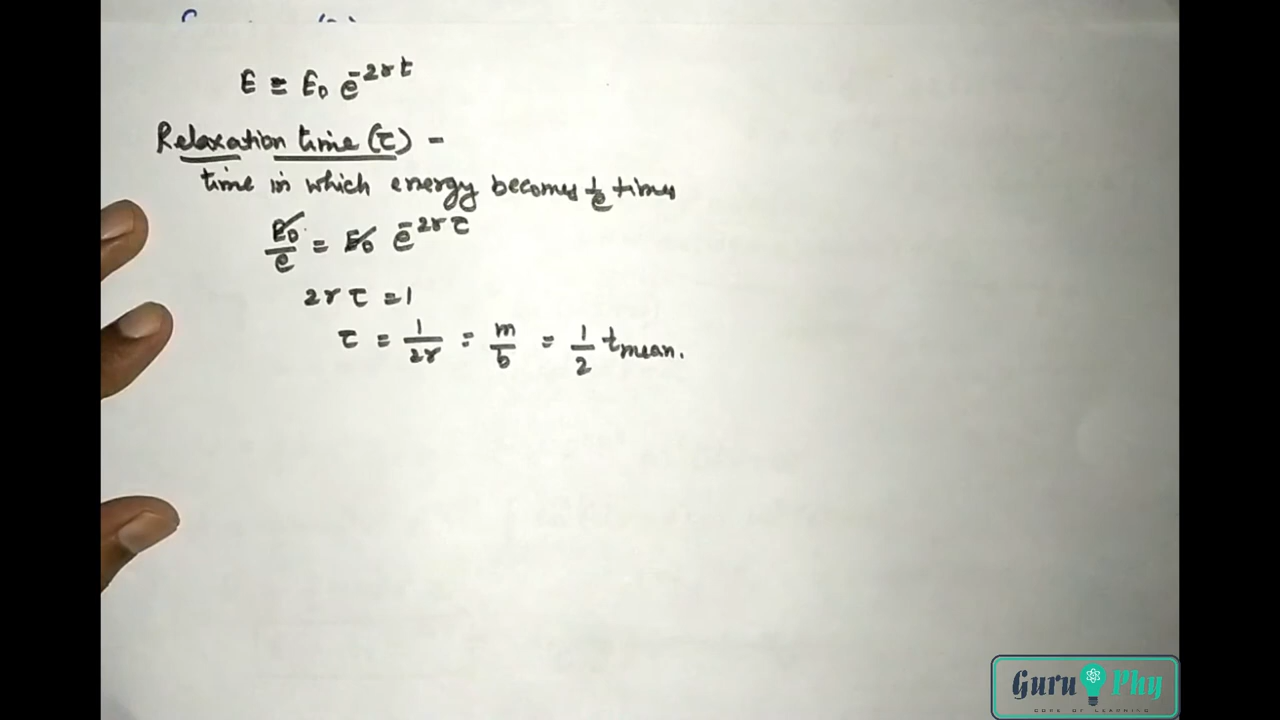 E = E₀ e^{-2rt}
Relaxation time (τ) -
time in which energy becomes 1/e times
E₀/e = E₀ e^{-2rτ}
2rτ = 1
τ = 1/2r = m/b = 1/2 t_mean.
Guru Phy